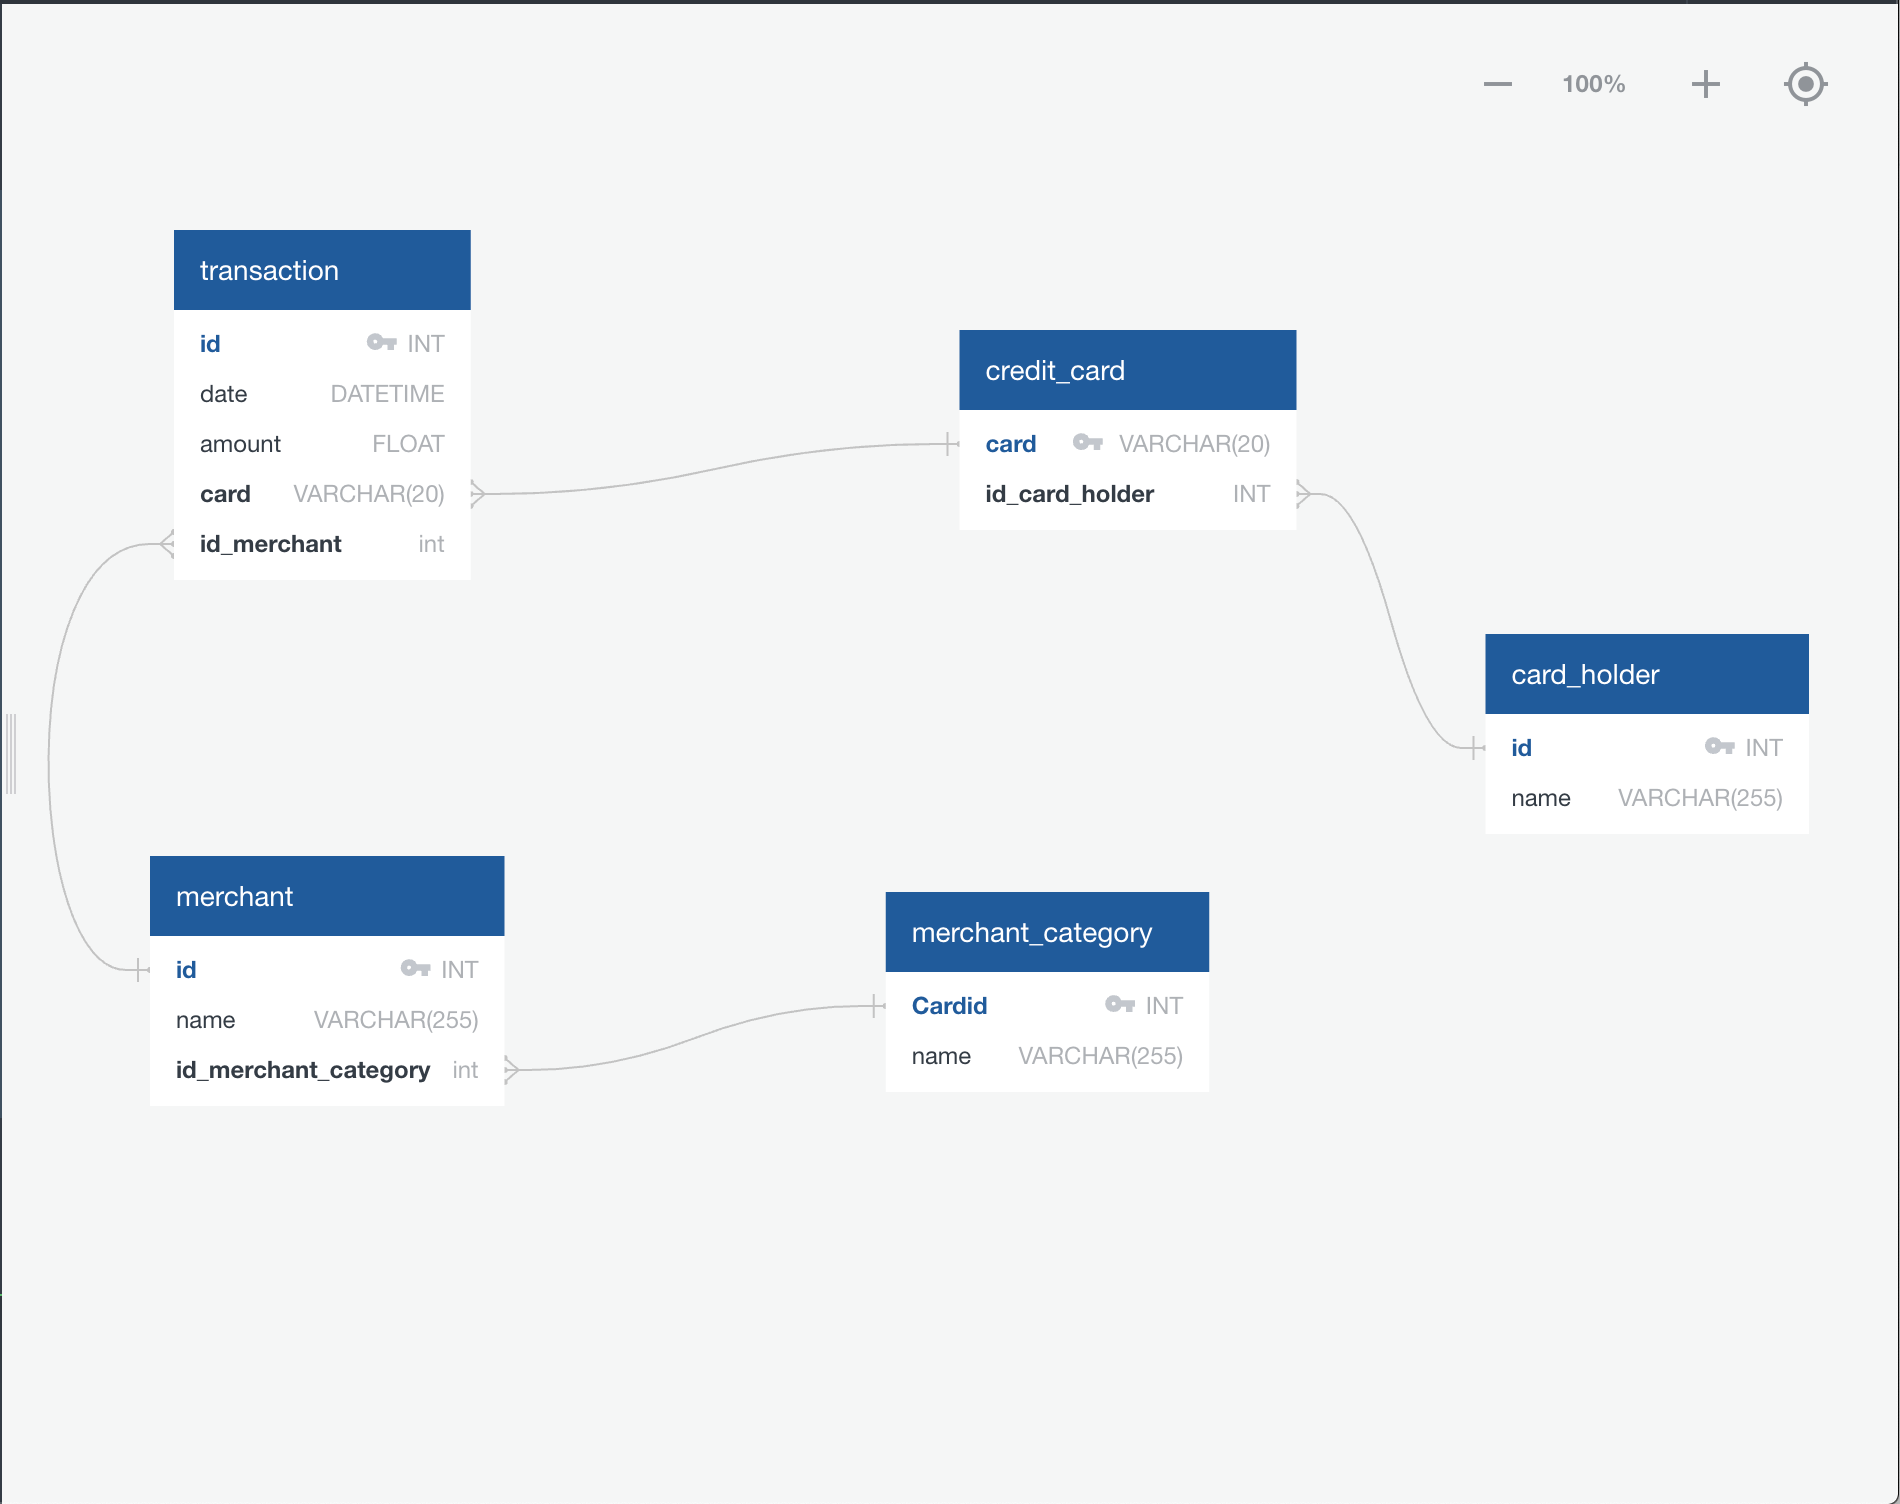 100%
transaction
id INT
date DATETIME
amount FLOAT
card VARCHAR(20)
id_merchant int
credit_card
card VARCHAR(20)
id_card_holder INT
card_holder
id INT
name VARCHAR(255)
merchant
id INT
name VARCHAR(255)
id_merchant_category int
merchant_category
Cardid INT
name VARCHAR(255)